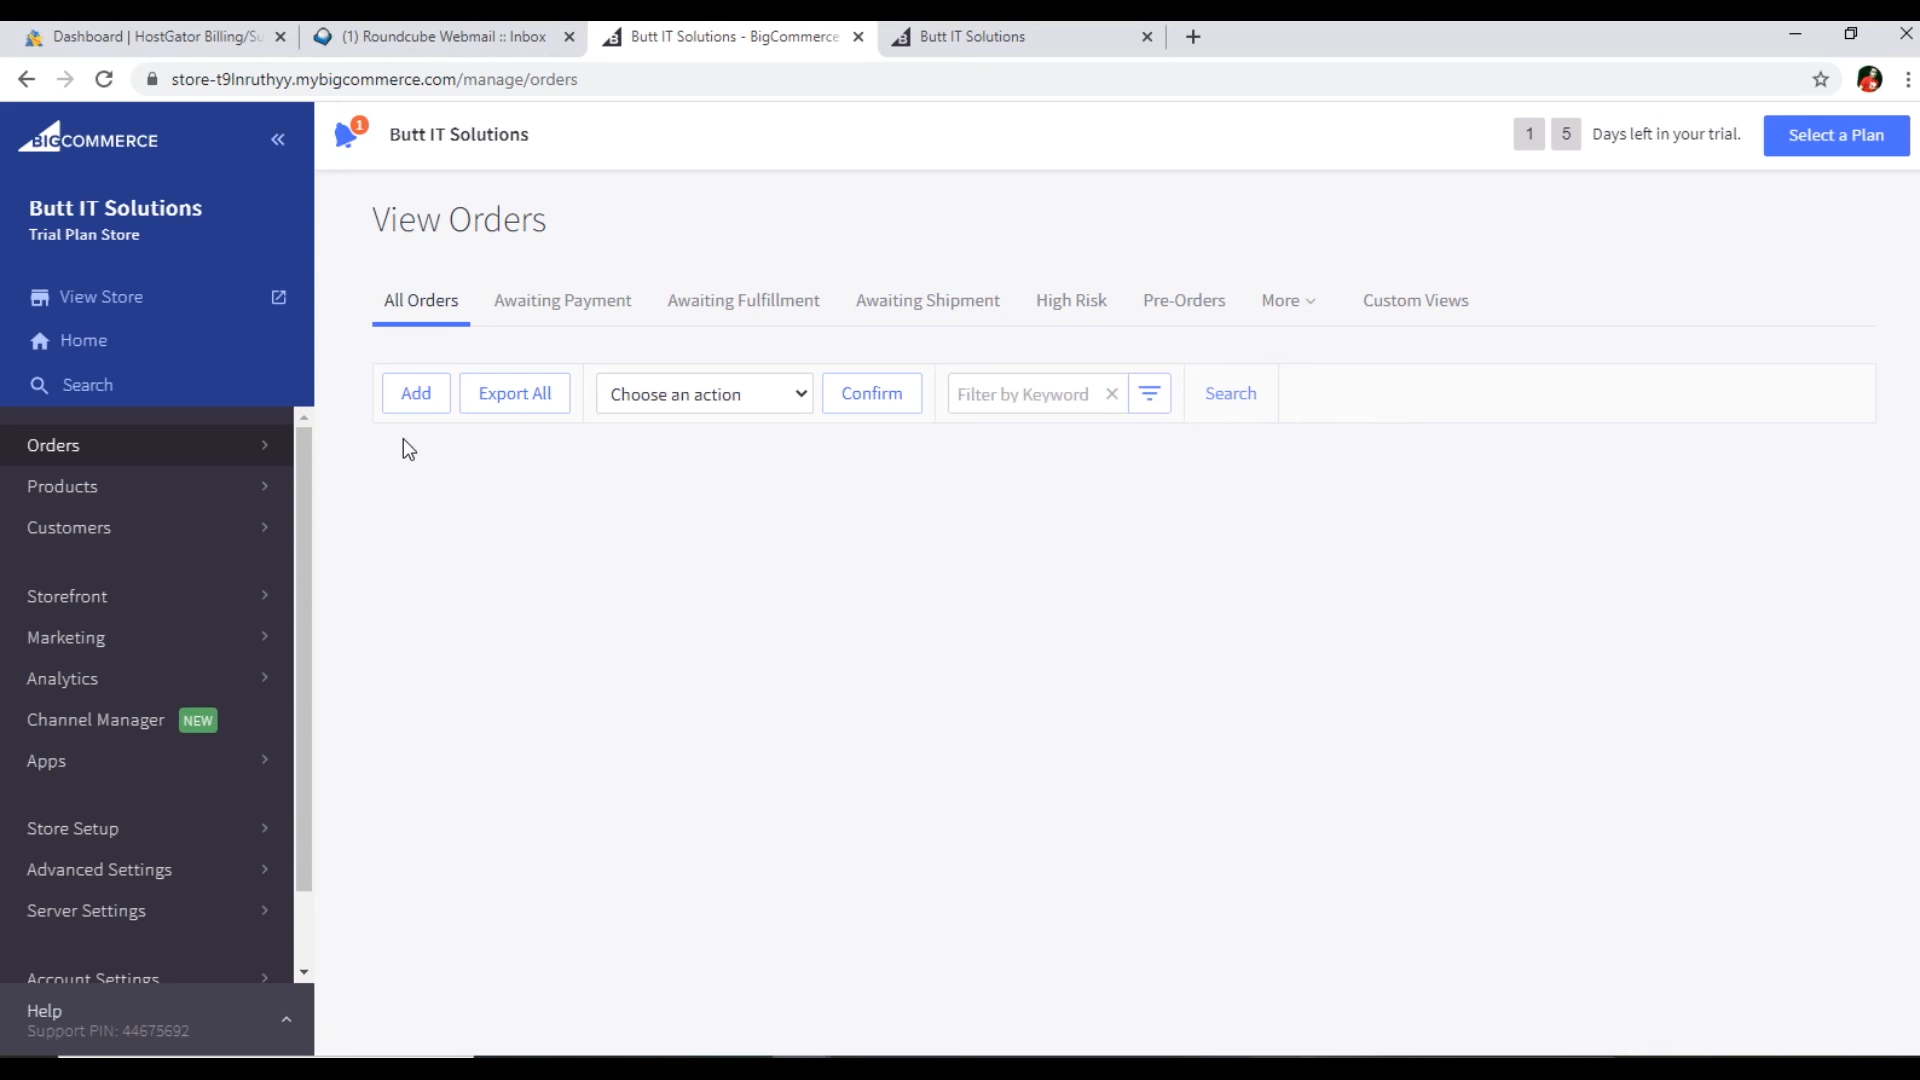 Dashboard | HostGator Billing/Su
(1) Roundcube Webmail :: Inbox
Butt IT Solutions - BigCommerce
Butt IT Solutions
store-t9lnruthyy.mybigcommerce.com/manage/orders
BIGCOMMERCE
1
Butt IT Solutions
1 5 Days left in your trial.
Select a Plan
Butt IT Solutions
Trial Plan Store
View Store
Home
Search
Orders
Products
Customers
Storefront
Marketing
Analytics
Channel Manager NEW
Apps
Store Setup
Advanced Settings
Server Settings
Account Settings
Help
Support PIN: 44675692
View Orders
All Orders Awaiting Payment Awaiting Fulfillment Awaiting Shipment High Risk Pre-Orders More Custom Views
Add Export All Choose an action Confirm Filter by Keyword Search